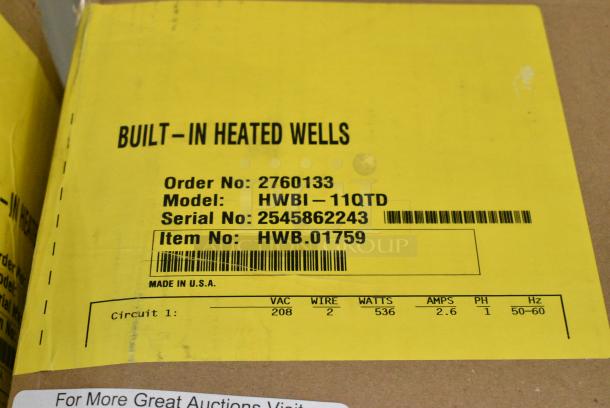 BUILT-IN HEATED WELLS
Order No: 2760133
Model: HWBI-11QTD
Serial No: 2545862243
Item No: HWB.01759
MADE IN U.S.A.
VAC WIRE WATTS AMPS PH Hz
Circuit 1: 208 2 536 2.6 1 50-60
For More Great Auctions Visit